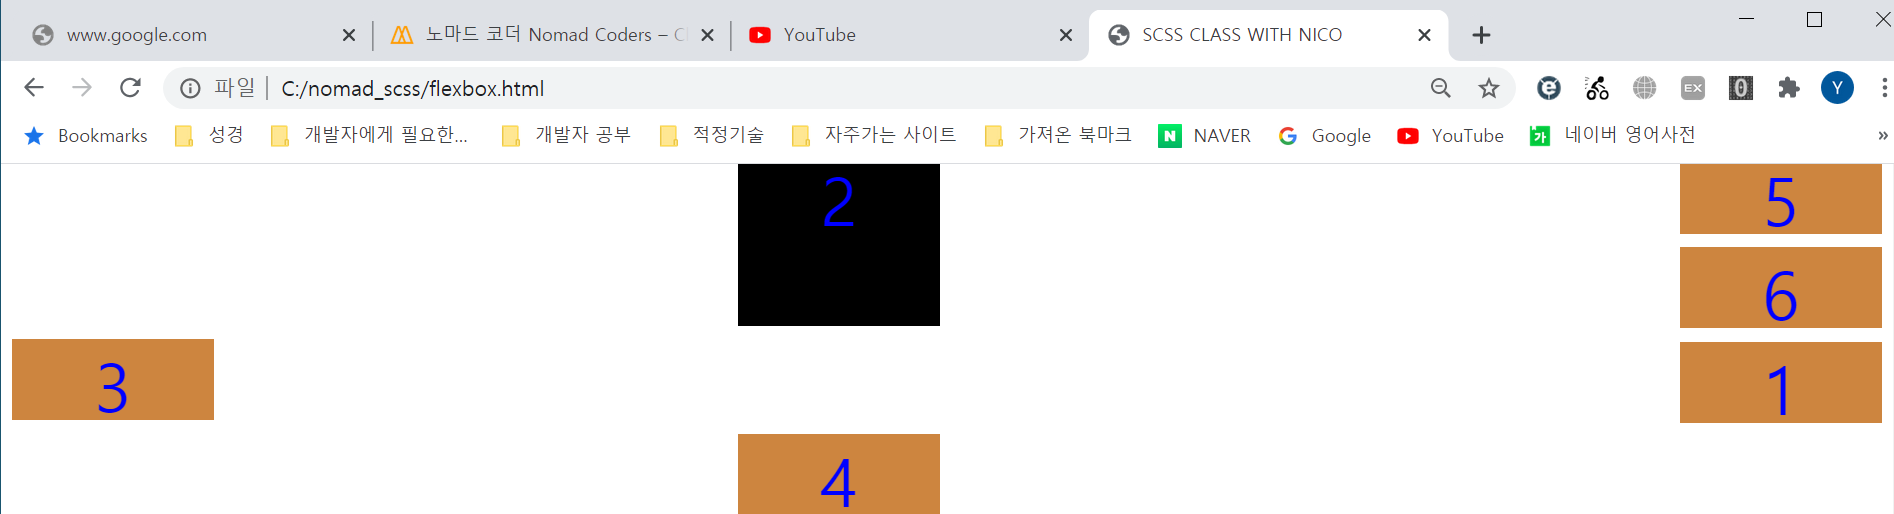 www.google.com
노마드 코더 Nomad Coders – C
YouTube
SCSS CLASS WITH NICO
파일 C:/nomad_scss/flexbox.html
EX
0
Y
Bookmarks
성경
개발자에게 필요한...
개발자 공부
적정기술
자주가는 사이트
가져온 북마크
N NAVER
G Google
YouTube
가 네이버 영어사전
»
2
5
6
3
1
4